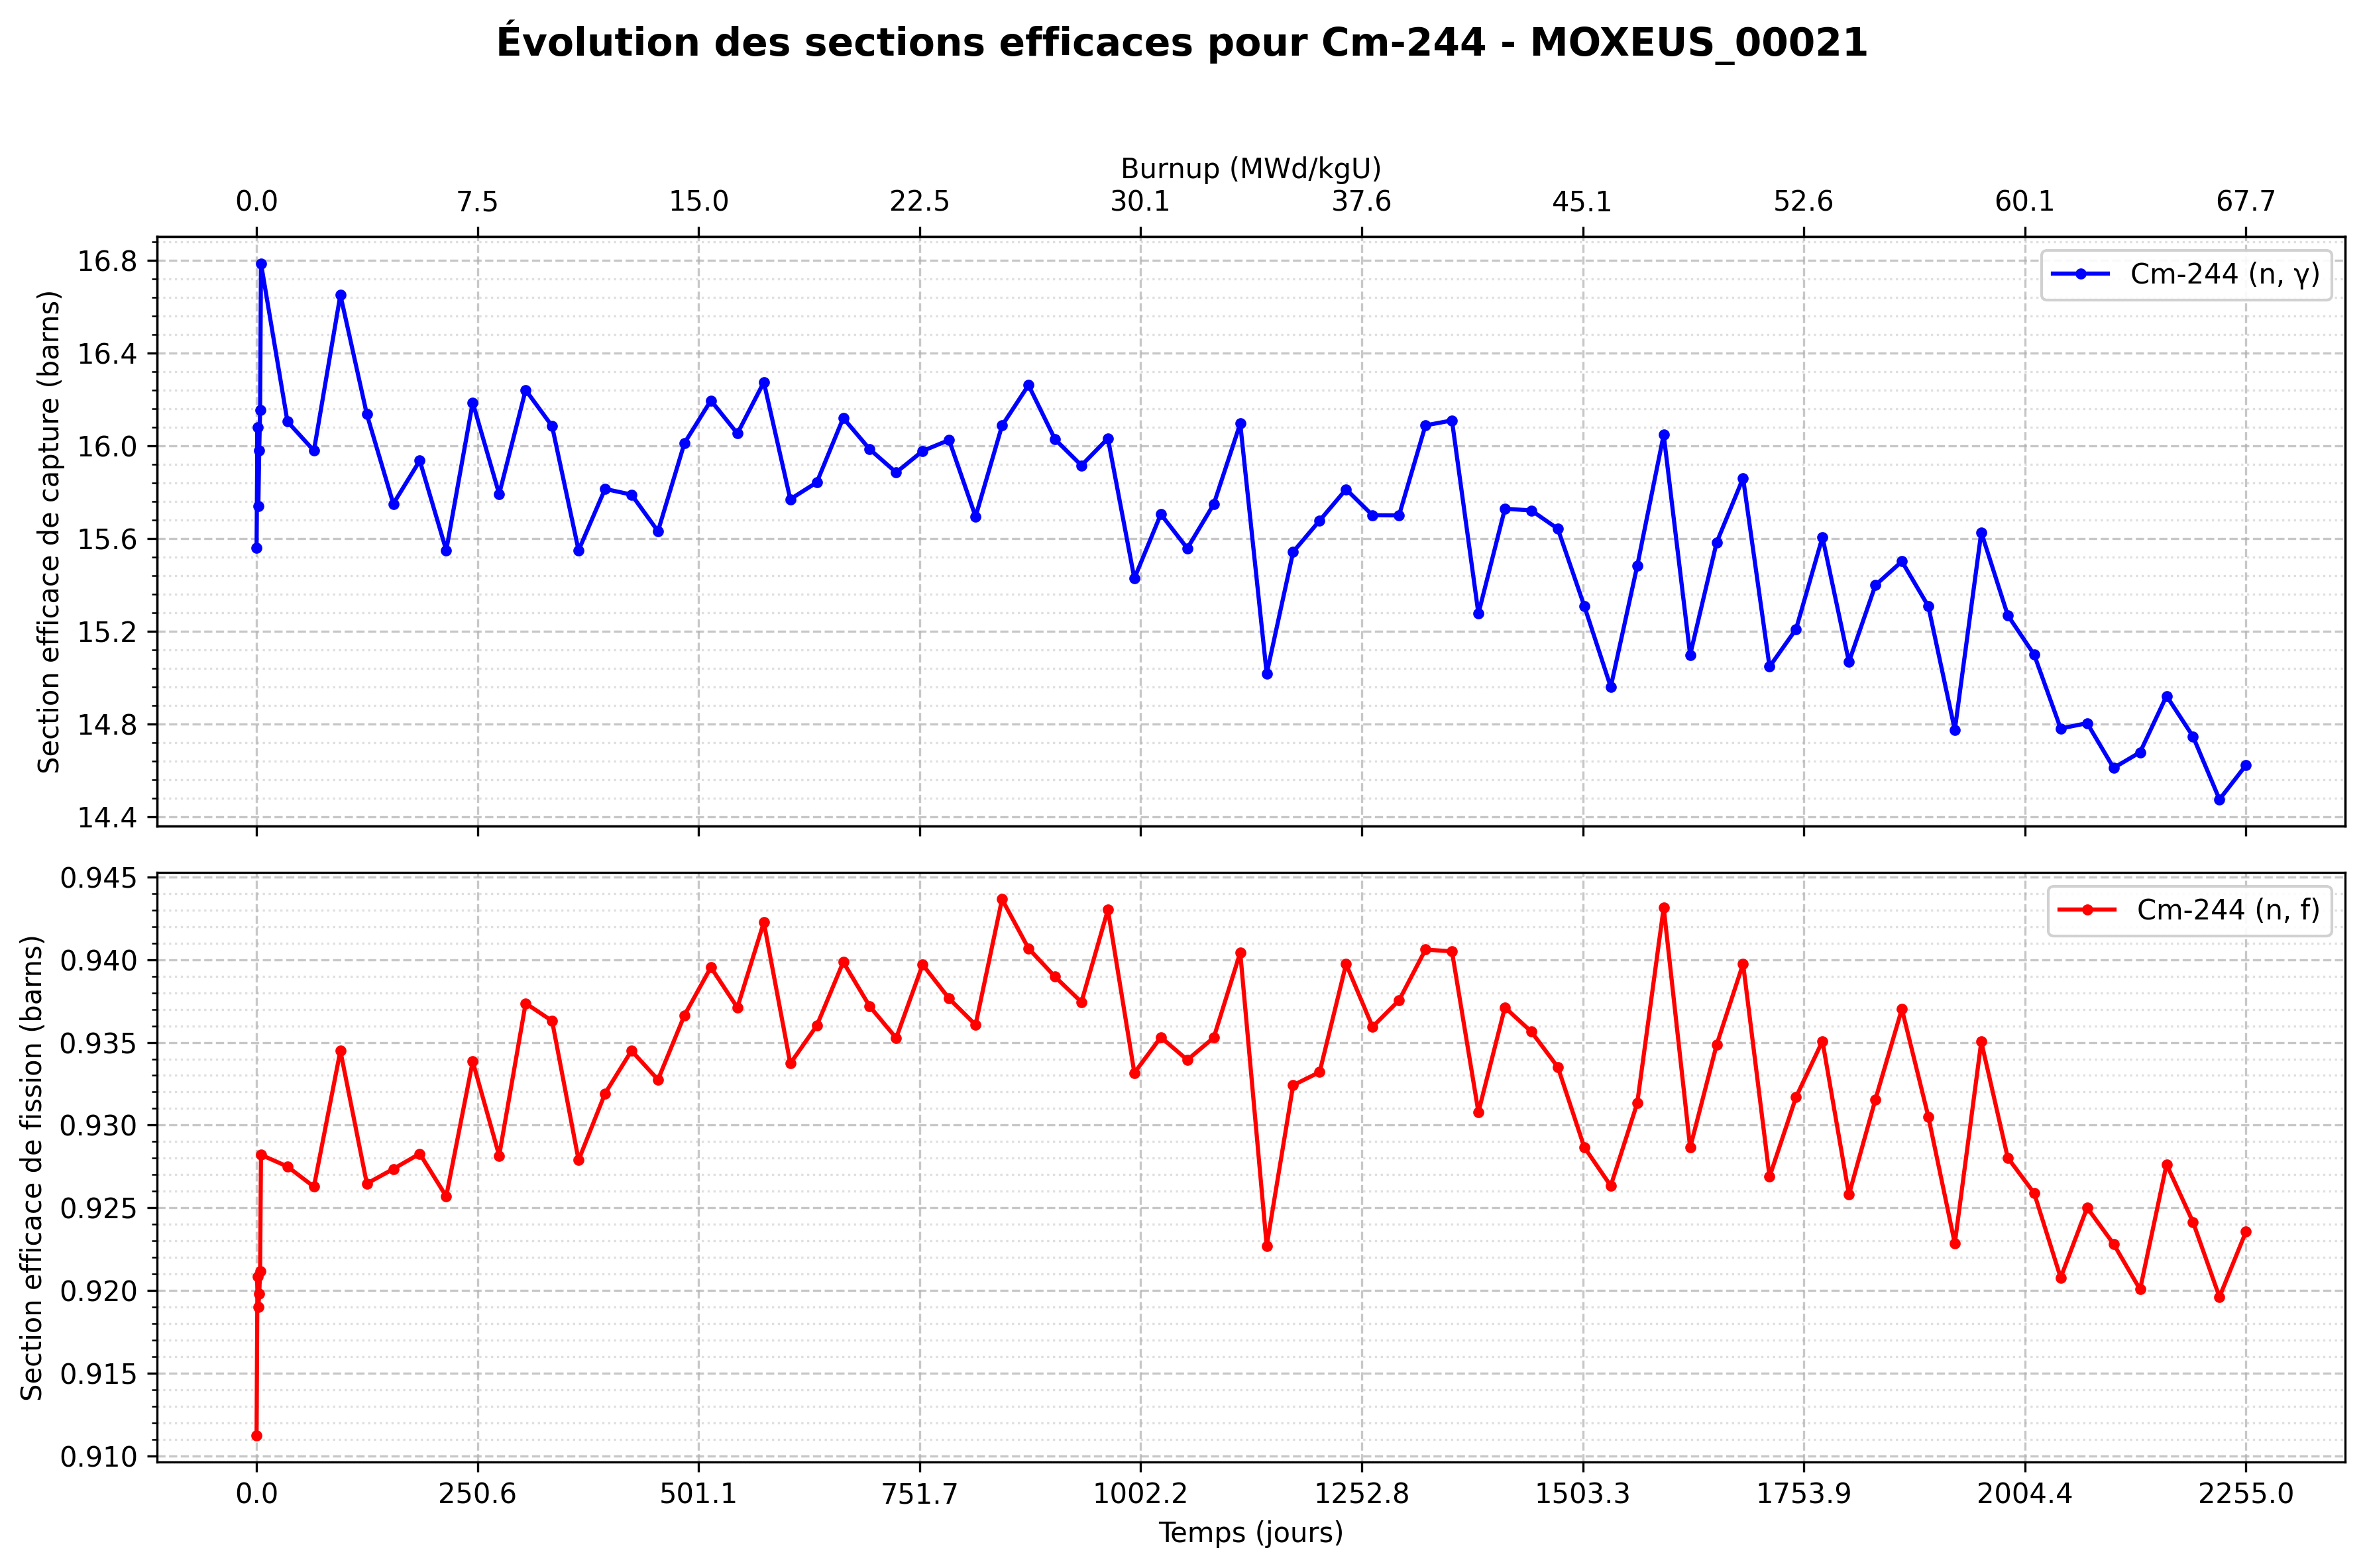 Évolution des sections efficaces pour Cm-244 - MOXEUS_00021
Burnup (MWd/kgU)
0.0 7.5 15.0 22.5 30.1 37.6 45.1 52.6 60.1 67.7
Section efficace de capture (barns)
16.8
16.4
16.0
15.6
15.2
14.8
14.4
Cm-244 (n, γ)
Section efficace de fission (barns)
0.945
0.940
0.935
0.930
0.925
0.920
0.915
0.910
Cm-244 (n, f)
0.0 250.6 501.1 751.7 1002.2 1252.8 1503.3 1753.9 2004.4 2255.0
Temps (jours)